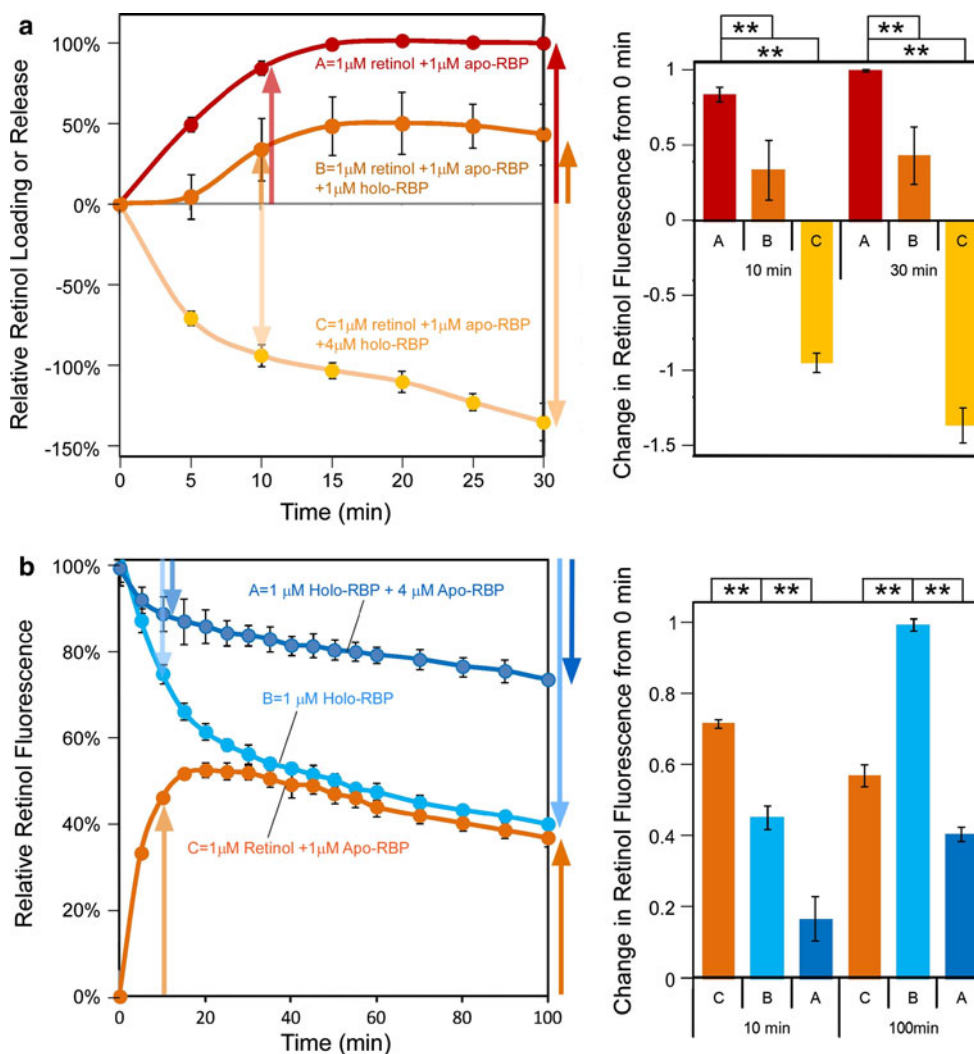 a
Relative Retinol Loading or Release
100%
50%
0%
-50%
-100%
-150%
A=1µM retinol +1µM apo-RBP
B=1µM retinol +1µM apo-RBP
+1µM holo-RBP
C=1µM retinol +1µM apo-RBP
+4µM holo-RBP
0 5 10 15 20 25 30
Time (min)
Change in Retinol Fluorescence from 0 min
** **
** **
1
0.5
0
-0.5
-1
-1.5
A B C A B C
10 min 30 min
b
Relative Retinol Fluorescence
100%
80%
60%
40%
20%
0%
A=1 µM Holo-RBP + 4 µM Apo-RBP
B=1 µM Holo-RBP
C=1µM Retinol +1µM Apo-RBP
0 20 40 60 80 100
Time (min)
Change in Retinol Fluorescence from 0 min
** ** ** **
1
0.8
0.6
0.4
0.2
0
C B A C B A
10 min 100min